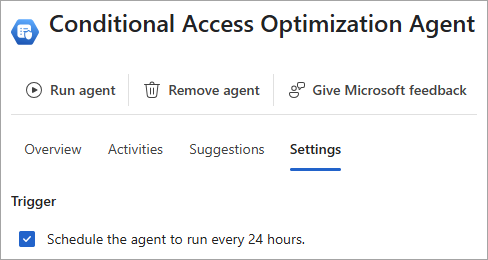 Conditional Access Optimization Agent
Run agent Remove agent Give Microsoft feedback
Overview Activities Suggestions Settings
Trigger
Schedule the agent to run every 24 hours.